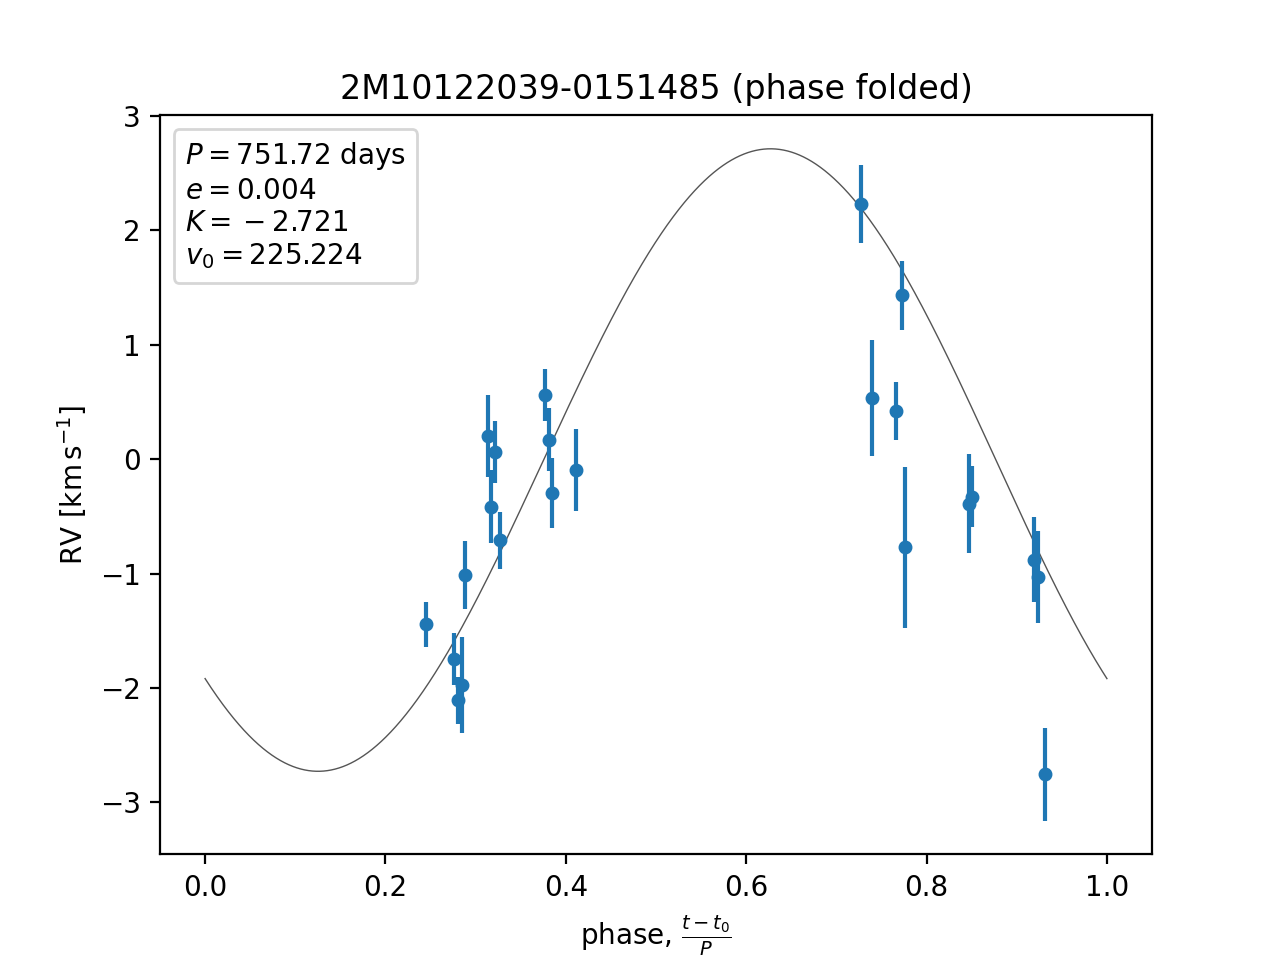 2M10122039-0151485 (phase folded)
P = 751.72 days
e = 0.004
K = −2.721
v₀ = 225.224
3
2
1
0
−1
−2
−3
RV [km s⁻¹]
0.0 0.2 0.4 0.6 0.8 1.0
phase, (t − t₀)/P